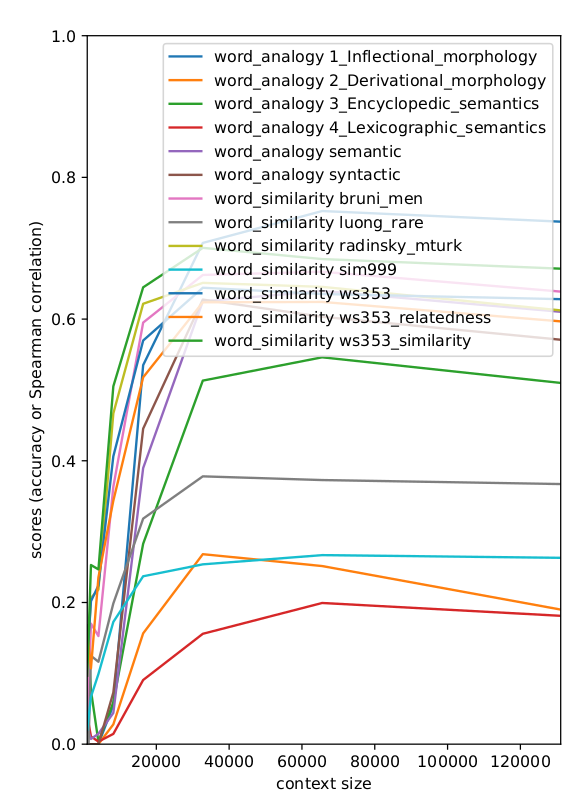 1.0
word_analogy 1_Inflectional_morphology
word_analogy 2_Derivational_morphology
word_analogy 3_Encyclopedic_semantics
word_analogy 4_Lexicographic_semantics
word_analogy semantic
word_analogy syntactic
word_similarity bruni_men
word_similarity luong_rare
word_similarity radinsky_mturk
word_similarity sim999
word_similarity ws353
word_similarity ws353_relatedness
word_similarity ws353_similarity
0.8
0.6
0.4
0.2
0.0
scores (accuracy or Spearman correlation)
20000 40000 60000 80000 100000 120000
context size